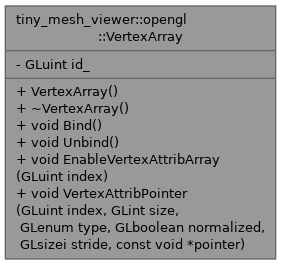 tiny_mesh_viewer::opengl
::VertexArray
- GLuint id_
+ VertexArray()
+ ~VertexArray()
+ void Bind()
+ void Unbind()
+ void EnableVertexAttribArray
(GLuint index)
+ void VertexAttribPointer
(GLuint index, GLint size,
GLenum type, GLboolean normalized,
GLsizei stride, const void *pointer)